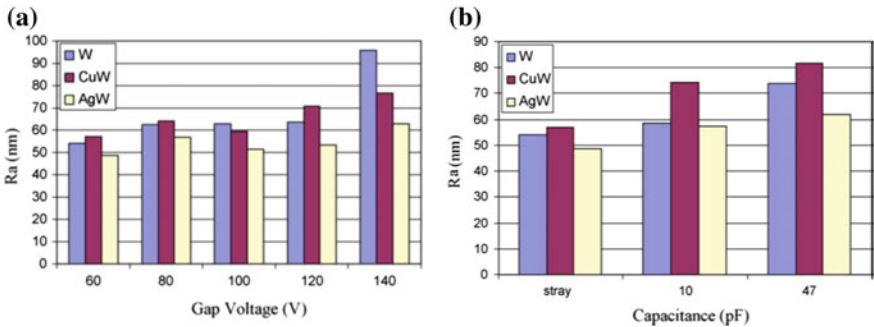 (a)
100
90
80
70
60
50
40
30
20
10
0
Ra (nm)
W
CuW
AgW
60 80 100 120 140
Gap Voltage (V)
(b)
90
80
70
60
50
40
30
20
10
0
Ra (nm)
W
CuW
AgW
stray 10 47
Capacitance (pF)